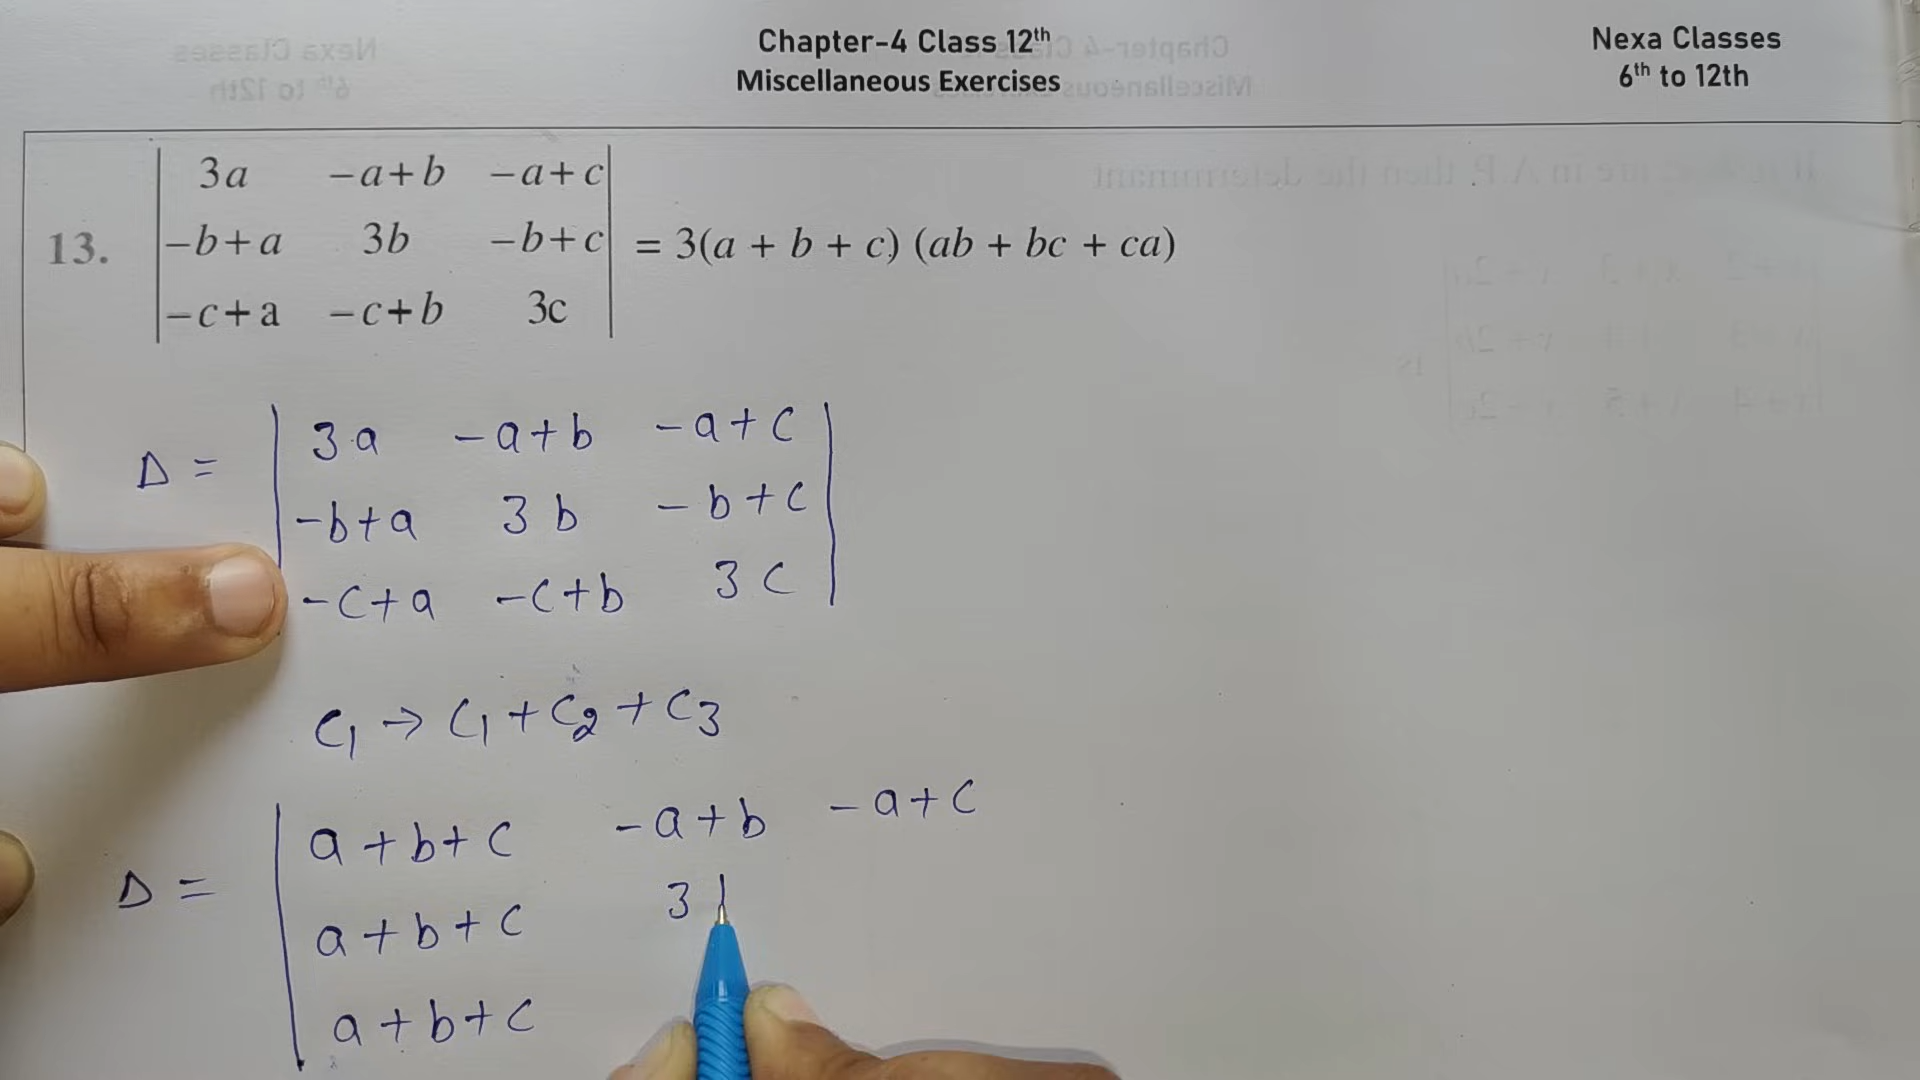 Chapter-4 Class 12th
Miscellaneous Exercises
Nexa Classes
6th to 12th
13. | 3a −a+b −a+c |
| −b+a 3b −b+c | = 3(a + b + c) (ab + bc + ca)
| −c+a −c+b 3c |
Δ = | 3a −a+b −a+c |
| −b+a 3b −b+c |
| −c+a −c+b 3c |
C1 → C1 + C2 + C3
Δ = | a+b+c −a+b −a+c
| a+b+c 3
| a+b+c